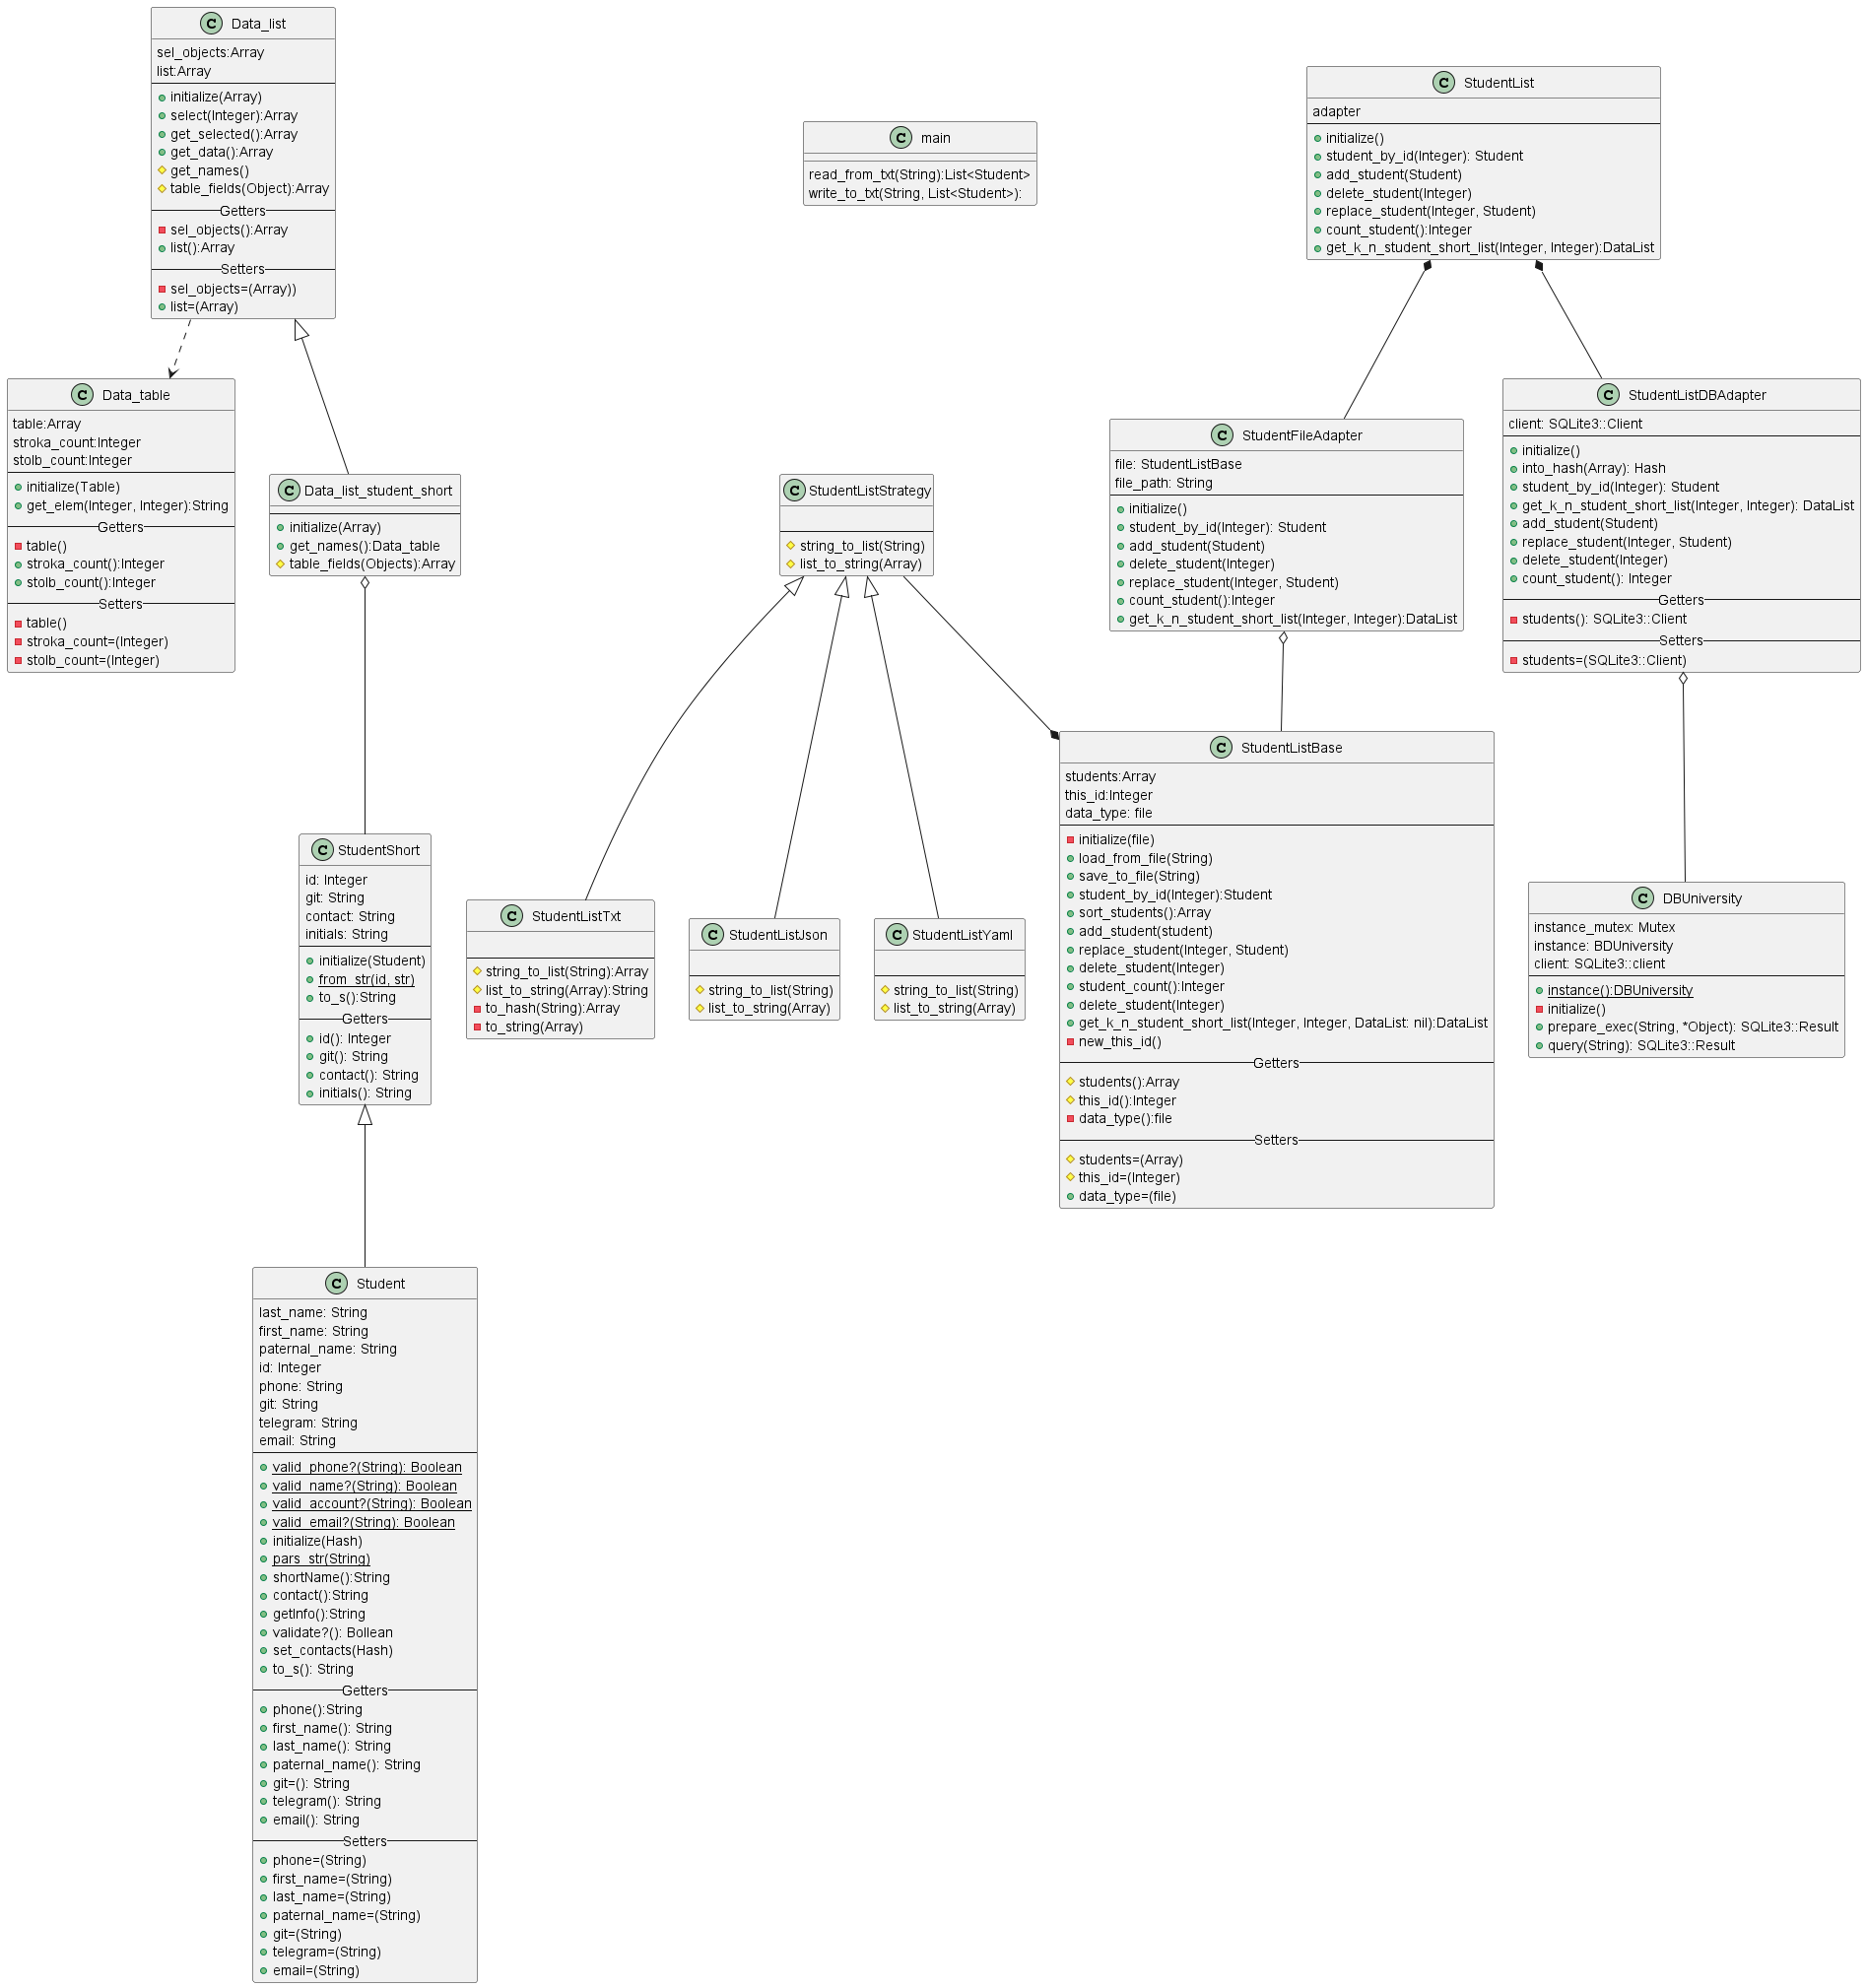 Data_list
sel_objects:Array
list:Array
initialize(Array)
select(Integer):Array
get_selected():Array
get_data():Array
get_names()
table_fields(Object):Array
Getters
sel_objects():Array
list():Array
Setters
sel_objects=(Array))
list=(Array)
main
read_from_txt(String):List<Student>
write_to_txt(String, List<Student>):
StudentList
adapter
initialize()
student_by_id(Integer): Student
add_student(Student)
delete_student(Integer)
replace_student(Integer, Student)
count_student():Integer
get_k_n_student_short_list(Integer, Integer):DataList
Data_table
table:Array
stroka_count:Integer
stolb_count:Integer
initialize(Table)
get_elem(Integer, Integer):String
Getters
table()
stroka_count():Integer
stolb_count():Integer
Setters
table()
stroka_count=(Integer)
stolb_count=(Integer)
Data_list_student_short
initialize(Array)
get_names():Data_table
table_fields(Objects):Array
StudentListStrategy
string_to_list(String)
list_to_string(Array)
StudentFileAdapter
file: StudentListBase
file_path: String
initialize()
student_by_id(Integer): Student
add_student(Student)
delete_student(Integer)
replace_student(Integer, Student)
count_student():Integer
get_k_n_student_short_list(Integer, Integer):DataList
StudentListDBAdapter
client: SQLite3::Client
initialize()
into_hash(Array): Hash
student_by_id(Integer): Student
get_k_n_student_short_list(Integer, Integer): DataList
add_student(Student)
replace_student(Integer, Student)
delete_student(Integer)
count_student(): Integer
Getters
students(): SQLite3::Client
Setters
students=(SQLite3::Client)
StudentShort
id: Integer
git: String
contact: String
initials: String
initialize(Student)
from_str(id, str)
to_s():String
Getters
id(): Integer
git(): String
contact(): String
initials(): String
StudentListTxt
string_to_list(String):Array
list_to_string(Array):String
to_hash(String):Array
to_string(Array)
StudentListJson
string_to_list(String)
list_to_string(Array)
StudentListYaml
string_to_list(String)
list_to_string(Array)
StudentListBase
students:Array
this_id:Integer
data_type: file
initialize(file)
load_from_file(String)
save_to_file(String)
student_by_id(Integer):Student
sort_students():Array
add_student(student)
replace_student(Integer, Student)
delete_student(Integer)
student_count():Integer
delete_student(Integer)
get_k_n_student_short_list(Integer, Integer, DataList: nil):DataList
new_this_id()
Getters
students():Array
this_id():Integer
data_type():file
Setters
students=(Array)
this_id=(Integer)
data_type=(file)
DBUniversity
instance_mutex: Mutex
instance: BDUniversity
client: SQLite3::client
instance():DBUniversity
initialize()
prepare_exec(String, *Object): SQLite3::Result
query(String): SQLite3::Result
Student
last_name: String
first_name: String
paternal_name: String
id: Integer
phone: String
git: String
telegram: String
email: String
valid_phone?(String): Boolean
valid_name?(String): Boolean
valid_account?(String): Boolean
valid_email?(String): Boolean
initialize(Hash)
pars_str(String)
shortName():String
contact():String
getInfo():String
validate?(): Bollean
set_contacts(Hash)
to_s(): String
Getters
phone():String
first_name(): String
last_name(): String
paternal_name(): String
git=(): String
telegram(): String
email(): String
Setters
phone=(String)
first_name=(String)
last_name=(String)
paternal_name=(String)
git=(String)
telegram=(String)
email=(String)